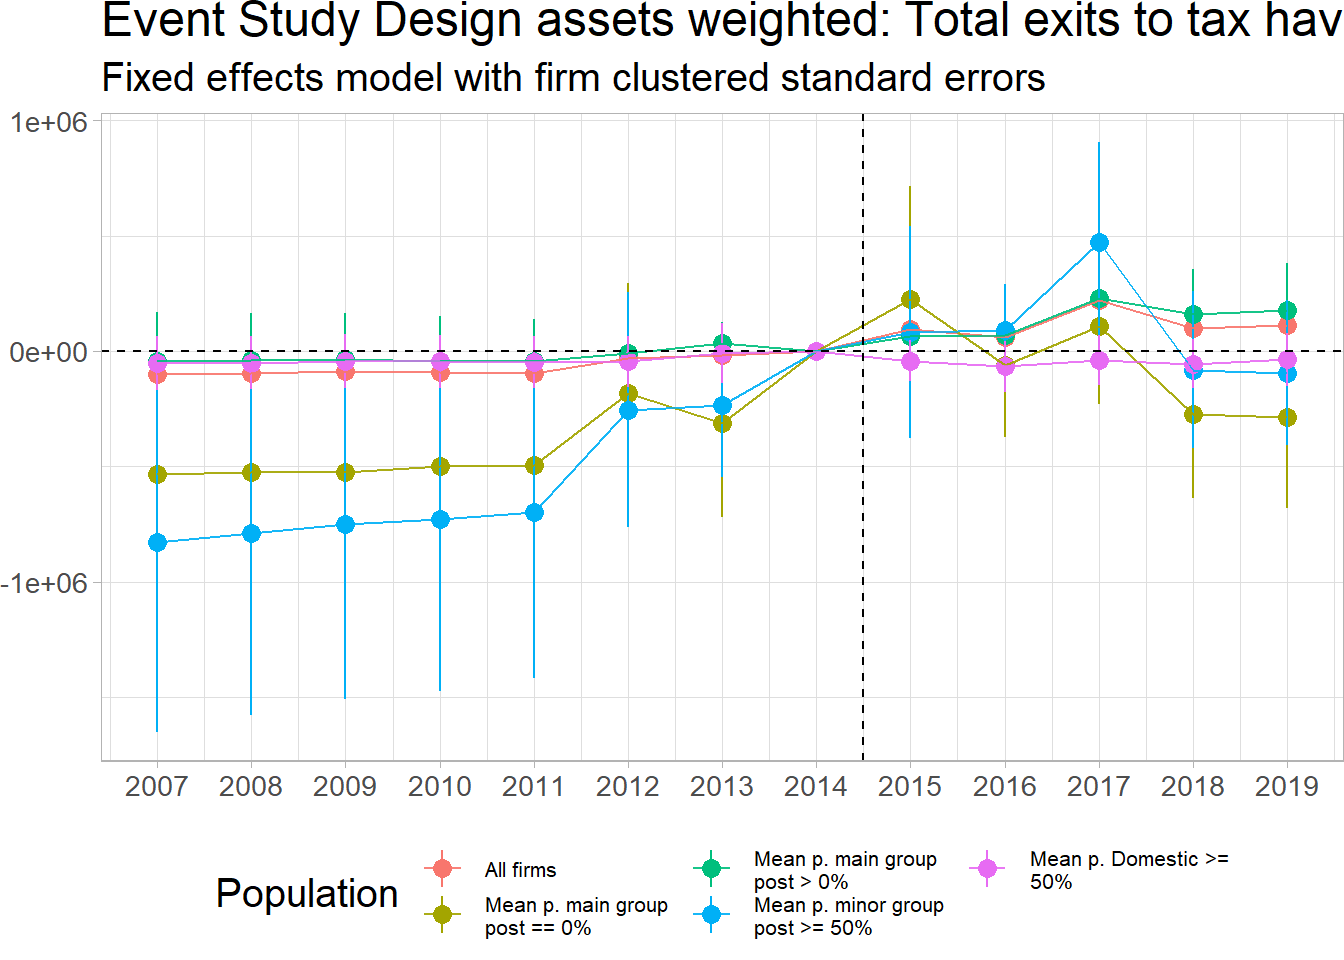 Event Study Design assets weighted: Total exits to tax hav
Fixed effects model with firm clustered standard errors
1e+06
0e+00
-1e+06
2007 2008 2009 2010 2011 2012 2013 2014 2015 2016 2017 2018 2019
Population
All firms
Mean p. main group
post == 0%
Mean p. main group
post > 0%
Mean p. minor group
post >= 50%
Mean p. Domestic >=
50%